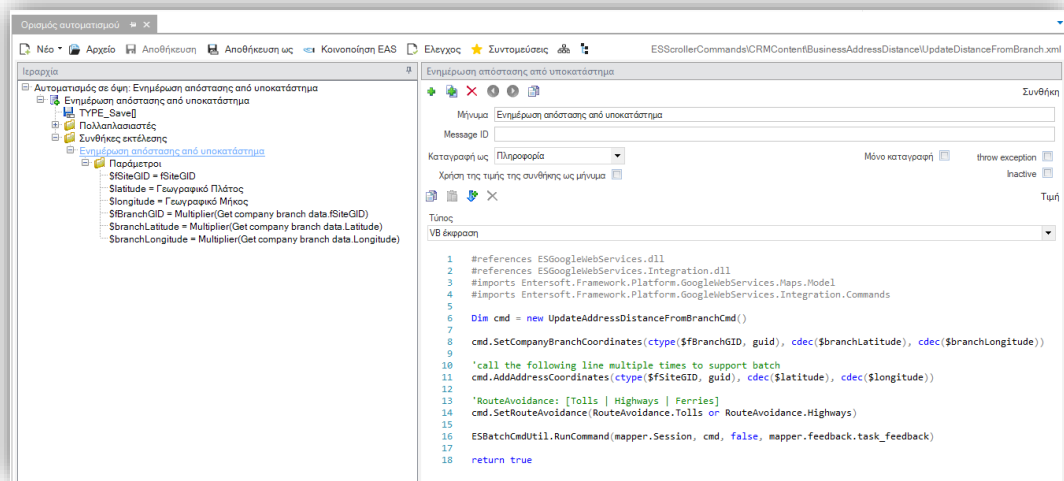 Ορισμός αυτοματισμού
Νέο Αρχείο Αποθήκευση Αποθήκευση ως Κοινοποίηση EAS Έλεγχος Συντομεύσεις ESScrollerCommands\CRMContent\BusinessAddressDistance\UpdateDistanceFromBranch.xml
Ιεραρχία
Αυτοματισμός σε όψη: Ενημέρωση απόστασης από υποκατάστημα
Ενημέρωση απόστασης από υποκατάστημα
TYPE_Save[]
Πολλαπλασιαστές
Συνθήκες εκτέλεσης
Ενημέρωση απόστασης από υποκατάστημα
Παράμετροι
$fSiteGID = fSiteGID
$latitude = Γεωγραφικό Πλάτος
$longitude = Γεωγραφικό Μήκος
$fBranchGID = Multiplier(Get company branch data.fSiteGID)
$branchLatitude = Multiplier(Get company branch data.Latitude)
$branchLongitude = Multiplier(Get company branch data.Longitude)
Ενημέρωση απόστασης από υποκατάστημα
Συνθήκη
Μήνυμα Ενημέρωση απόστασης από υποκατάστημα
Message ID
Καταγραφή ως Πληροφορία Μόνο καταγραφή throw exception
Χρήση της τιμής της συνθήκης ως μήνυμα Inactive
Τιμή
Τύπος
VB έκφραση
1 #references ESGoogleWebServices.dll
2 #references ESGoogleWebServices.Integration.dll
3 #imports Entersoft.Framework.Platform.GoogleWebServices.Maps.Model
4 #imports Entersoft.Framework.Platform.GoogleWebServices.Integration.Commands
5
6 Dim cmd = new UpdateAddressDistanceFromBranchCmd()
7
8 cmd.SetCompanyBranchCoordinates(ctype($fBranchGID, guid), cdec($branchLatitude), cdec($branchLongitude))
9
10 'call the following line multiple times to support batch
11 cmd.AddAddressCoordinates(ctype($fSiteGID, guid), cdec($latitude), cdec($longitude))
12
13 'RouteAvoidance: [Tolls | Highways | Ferries]
14 cmd.SetRouteAvoidance(RouteAvoidance.Tolls or RouteAvoidance.Highways)
15
16 ESBatchCmdUtil.RunCommand(mapper.Session, cmd, false, mapper.feedback.task_feedback)
17
18 return true